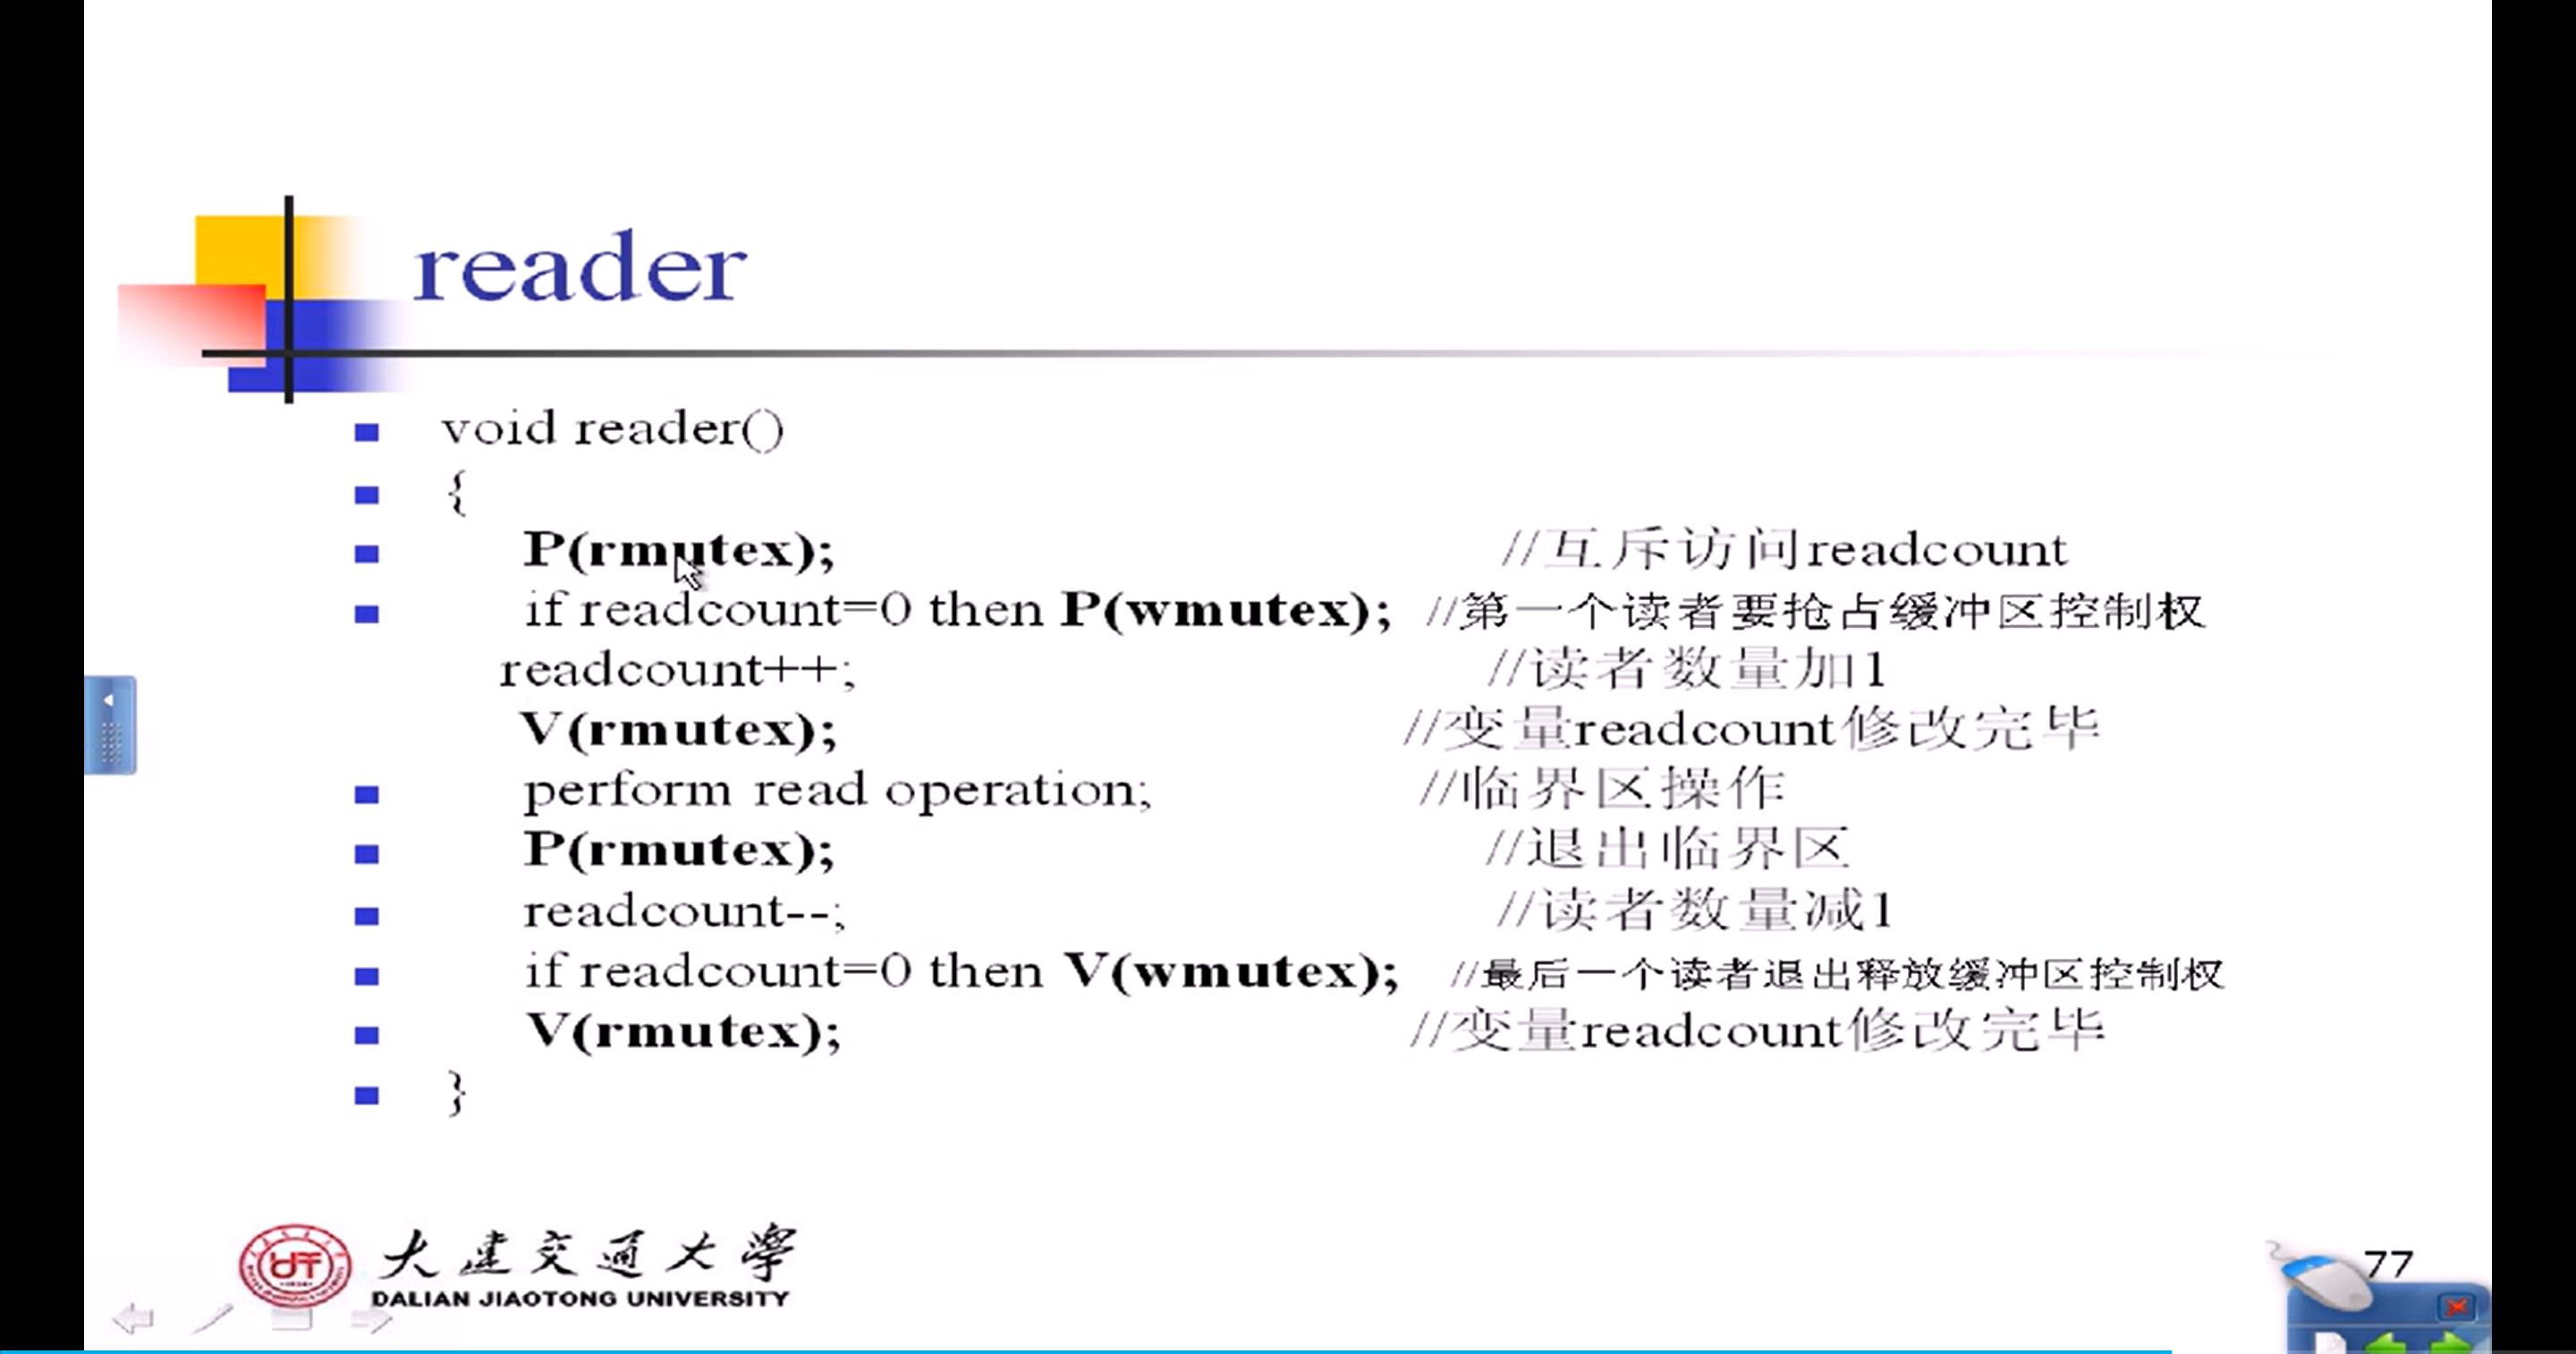 reader
void reader()
{
P(rmutex); //互斥访问readcount
if readcount=0 then P(wmutex); //第一个读者要抢占缓冲区控制权
readcount++; //读者数量加1
V(rmutex); //变量readcount修改完毕
perform read operation; //临界区操作
P(rmutex); //退出临界区
readcount--; //读者数量减1
if readcount=0 then V(wmutex); //最后一个读者退出释放缓冲区控制权
V(rmutex); //变量readcount修改完毕
}
大连交通大学
DALIAN JIAOTONG UNIVERSITY
77